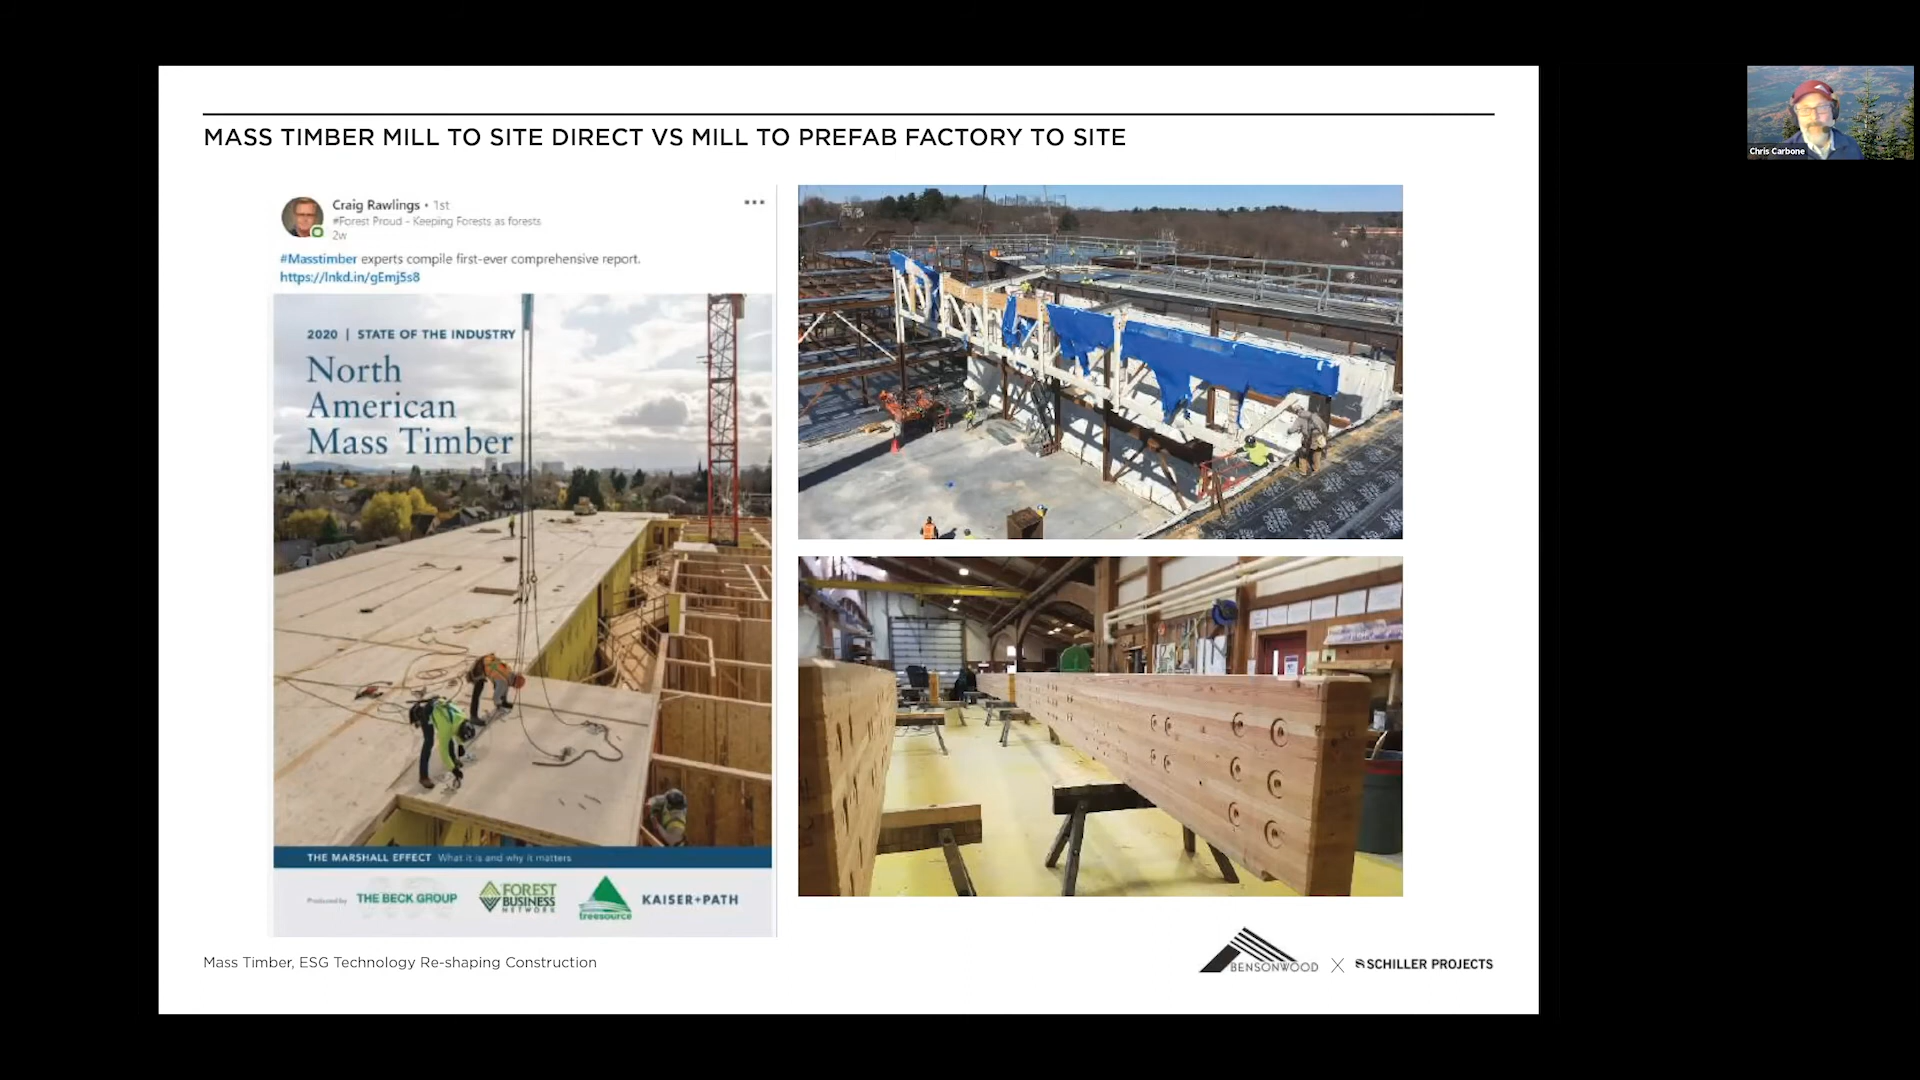 MASS TIMBER MILL TO SITE DIRECT VS MILL TO PREFAB FACTORY TO SITE
Chris Carbone
Craig Rawlings • 1st
#Forest Proud - Keeping Forests as forests
2w
#Masstimber experts compile first-ever comprehensive report.
https://lnkd.in/gEmj5s8
2020 | STATE OF THE INDUSTRY
North
American
Mass Timber
THE MARSHALL EFFECT What it is and why it matters
Produced by
THE BECK GROUP
FOREST
BUSINESS
NETWORK
treesource
KAISER+PATH
Mass Timber, ESG Technology Re-shaping Construction
BENSONWOOD X SCHILLER PROJECTS